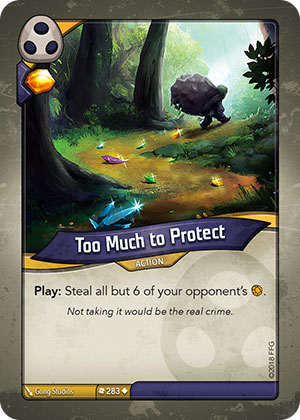 Too Much to Protect
ACTION
Play: Steal all but 6 of your opponent's .
Not taking it would be the real crime.
©2018 FFG
Gong Studios
283